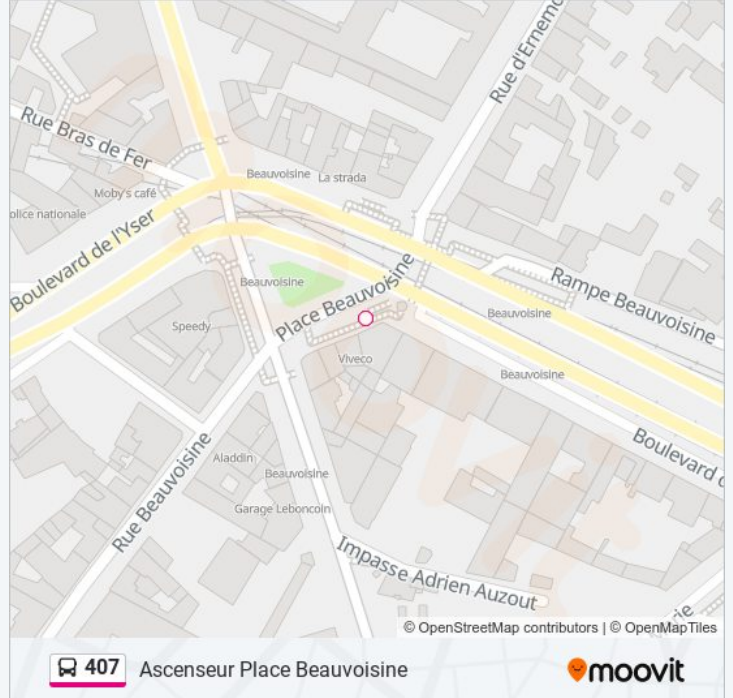 Rue d'Ernemo
Rue Bras de Fer
Beauvoisine
La strada
Moby's café
olice nationale
Boulevard de l'Yser
Beauvoisine
Place Beauvoisine
Rampe Beauvoisine
Beauvoisine
Speedy
Viveco
Beauvoisine
Boulevard d
Aladdin
Rue Beauvoisine
Beauvoisine
Garage Leboncoin
Impasse Adrien Auzout
© OpenStreetMap contributors | © OpenMapTiles
407 Ascenseur Place Beauvoisine
moovit